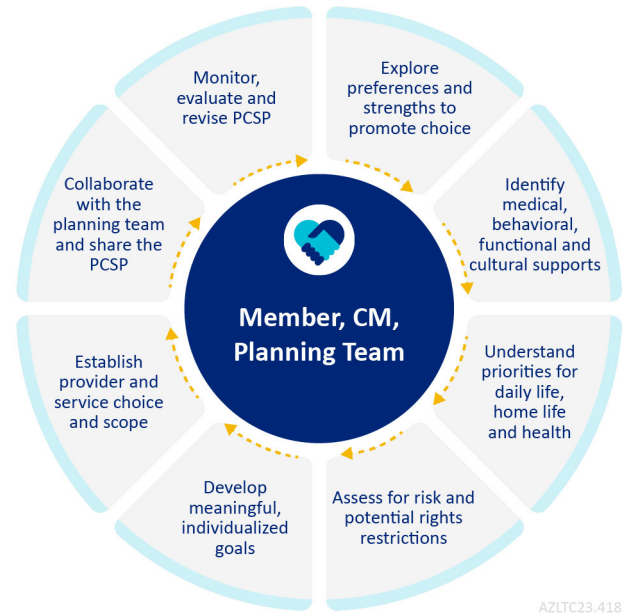 Monitor,
evaluate and
revise PCSP
Explore
preferences and
strengths to
promote choice
Identify
medical,
behavioral,
functional and
cultural supports
Understand
priorities for
daily life,
home life
and health
Assess for risk and
potential rights
restrictions
Develop
meaningful,
individualized
goals
Establish
provider and
service choice
and scope
Collaborate
with the
planning team
and share the
PCSP
Member, CM,
Planning Team
AZLTC23.418